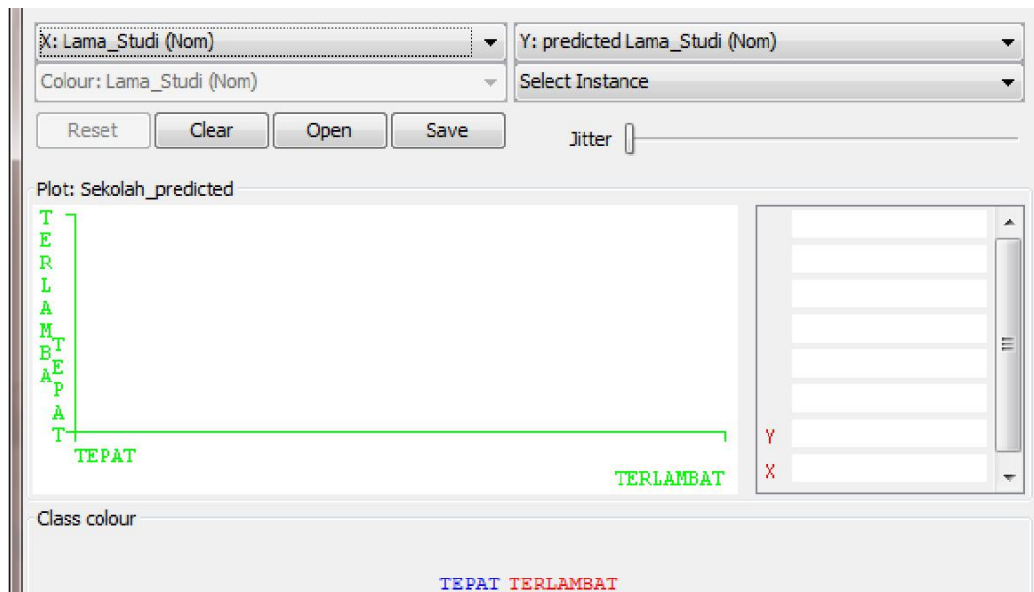 X: Lama_Studi (Nom)
Y: predicted Lama_Studi (Nom)
Colour: Lama_Studi (Nom)
Select Instance
Reset
Clear
Open
Save
Jitter
Plot: Sekolah_predicted
TERLAMBA
TEPAT
TEPAT
TERLAMBAT
Y
X
Class colour
TEPAT TERLAMBAT